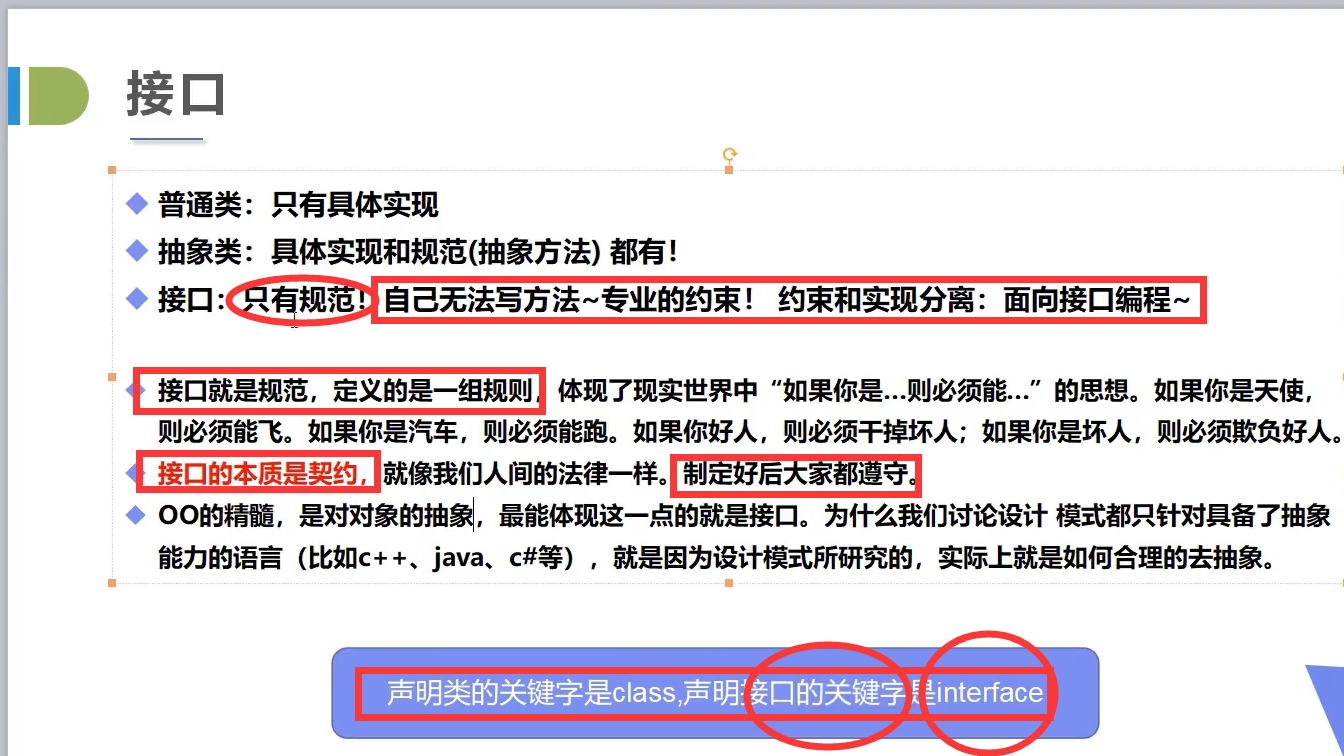 接口
普通类：只有具体实现
抽象类：具体实现和规范(抽象方法) 都有！
接口：只有规范！自己无法写方法~专业的约束！ 约束和实现分离：面向接口编程~
接口就是规范，定义的是一组规则，体现了现实世界中“如果你是...则必须能...”的思想。如果你是天使，
则必须能飞。如果你是汽车，则必须能跑。如果你好人，则必须干掉坏人；如果你是坏人，则必须欺负好人。
接口的本质是契约，就像我们人间的法律一样。制定好后大家都遵守。
OO的精髓，是对对象的抽象，最能体现这一点的就是接口。为什么我们讨论设计 模式都只针对具备了抽象
能力的语言（比如c++、java、c#等），就是因为设计模式所研究的，实际上就是如何合理的去抽象。
声明类的关键字是class,声明接口的关键字是interface